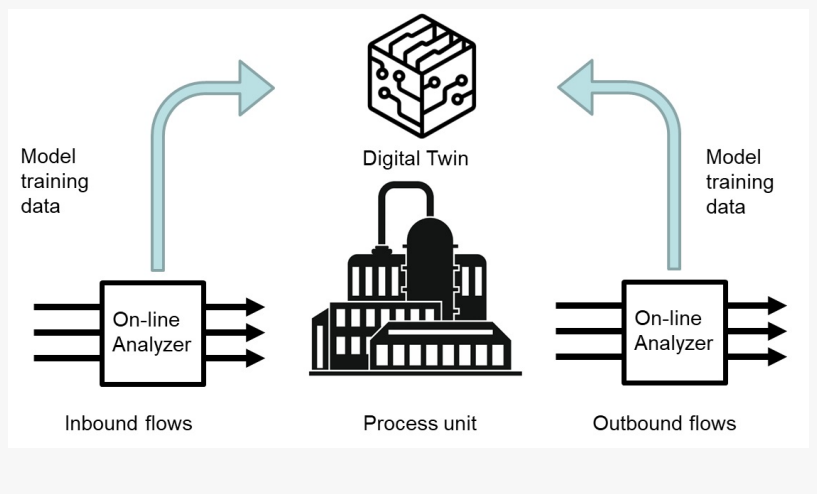 Digital Twin
Model
training
data
Model
training
data
On-line
Analyzer
On-line
Analyzer
Inbound flows
Process unit
Outbound flows